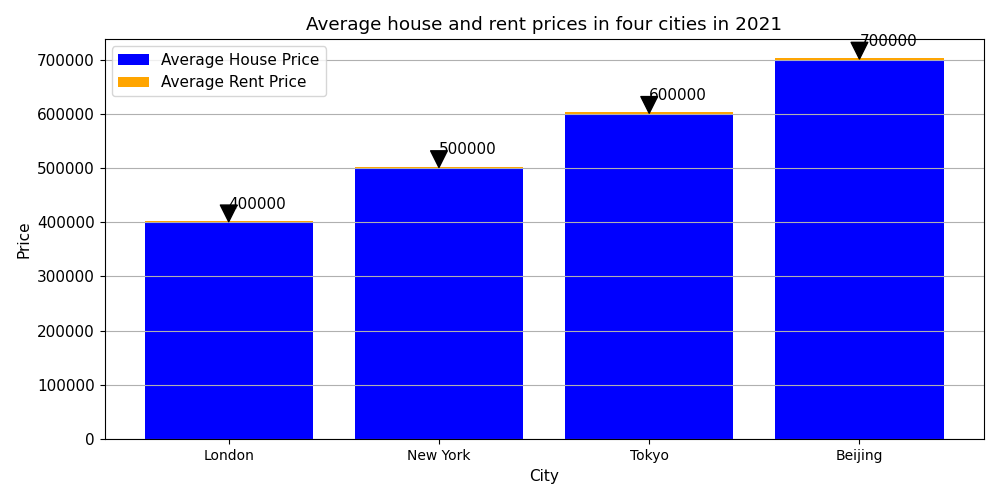 Average house and rent prices in four cities in 2021
Average House Price
Average Rent Price
700000
600000
500000
400000
300000
200000
100000
0
Price
400000
500000
600000
700000
London
New York
Tokyo
Beijing
City